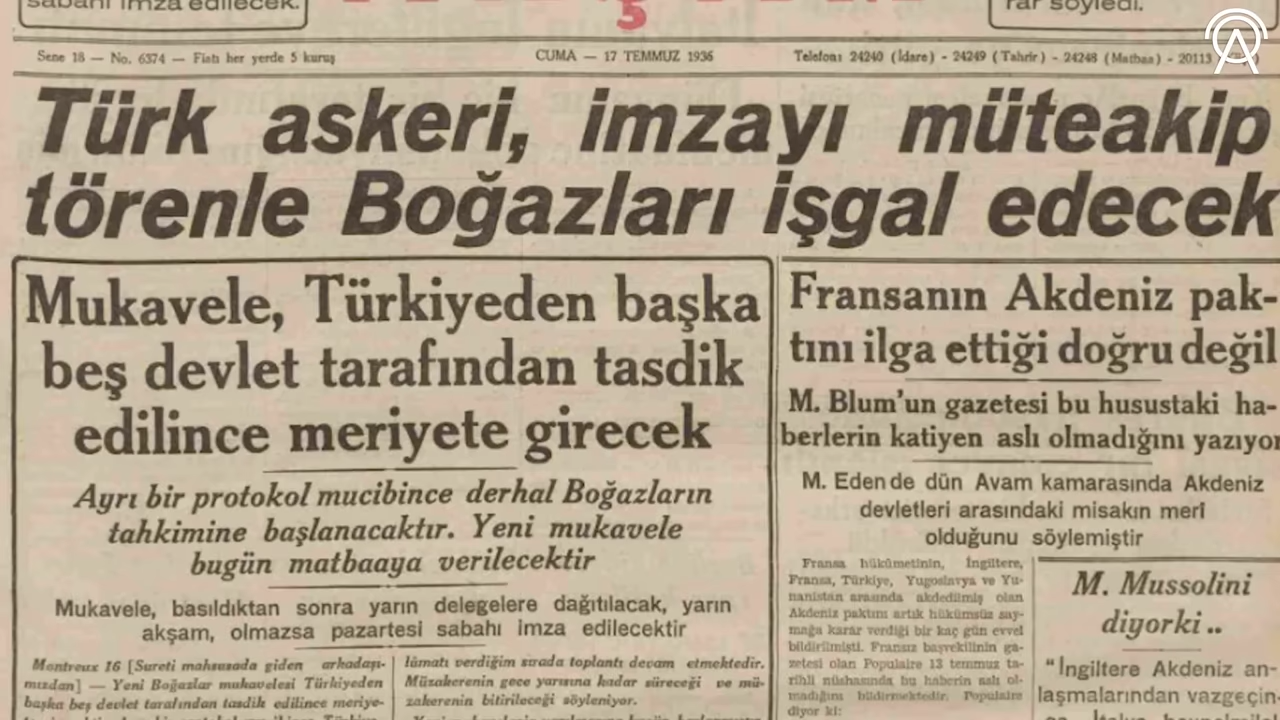 sabahı imza edilecek.
5
rar söyledi.
Sene 18 — No. 6374 — Fiatı her yerde 5 kuruş
CUMA — 17 TEMMUZ 1936
Telefon: 24240 (İdare) - 24249 (Tahrir) - 24248 (Matbaa) - 20113
Türk askeri, imzayı müteakip
törenle Boğazları işgal edecek
Mukavele, Türkiyeden başka
beş devlet tarafından tasdik
edilince meriyete girecek
Ayrı bir protokol mucibince derhal Boğazların
tahkimine başlanacaktır. Yeni mukavele
bugün matbaaya verilecektir
Mukavele, basıldıktan sonra yarın delegelere dağıtılacak, yarın
akşam, olmazsa pazartesi sabahı imza edilecektir
Montreux 16 [Sureti mahsusada giden arkadaşı-
mızdan] — Yeni Boğazlar mukavelesi Türkiyeden
başka beş devlet tarafından tasdik edilince meriye-
lûmatı verdiğim sırada toplantı devam etmektedir.
Müzakerenin gece yarısına kadar süreceği ve mü-
zakerenin bitirileceği söyleniyor.
Fransanın Akdeniz pak-
tını ilga ettiği doğru değil
M. Blum'un gazetesi bu husustaki ha-
berlerin katiyen aslı olmadığını yazıyor
M. Eden de dün Avam kamarasında Akdeniz
devletleri arasındaki misakın merî
olduğunu söylemiştir
Fransa hükûmetinin, İngiltere,
Fransa, Türkiye, Yugoslavya ve Yu-
nanistan arasında akdedilmiş olan
Akdeniz paktını artık hükümsüz say-
mağa karar verdiği bir kaç gün evvel
bildirilmişti. Fransız başvekilinin ga-
zetesi olan Populaire 13 temmuz ta-
rihli nüshasında bu haberin aslı ol-
madığını bildirmektedir. Populaire
diyor ki:
M. Mussolini
diyorki ..
"İngiltere Akdeniz an-
laşmalarından vazgeçin-